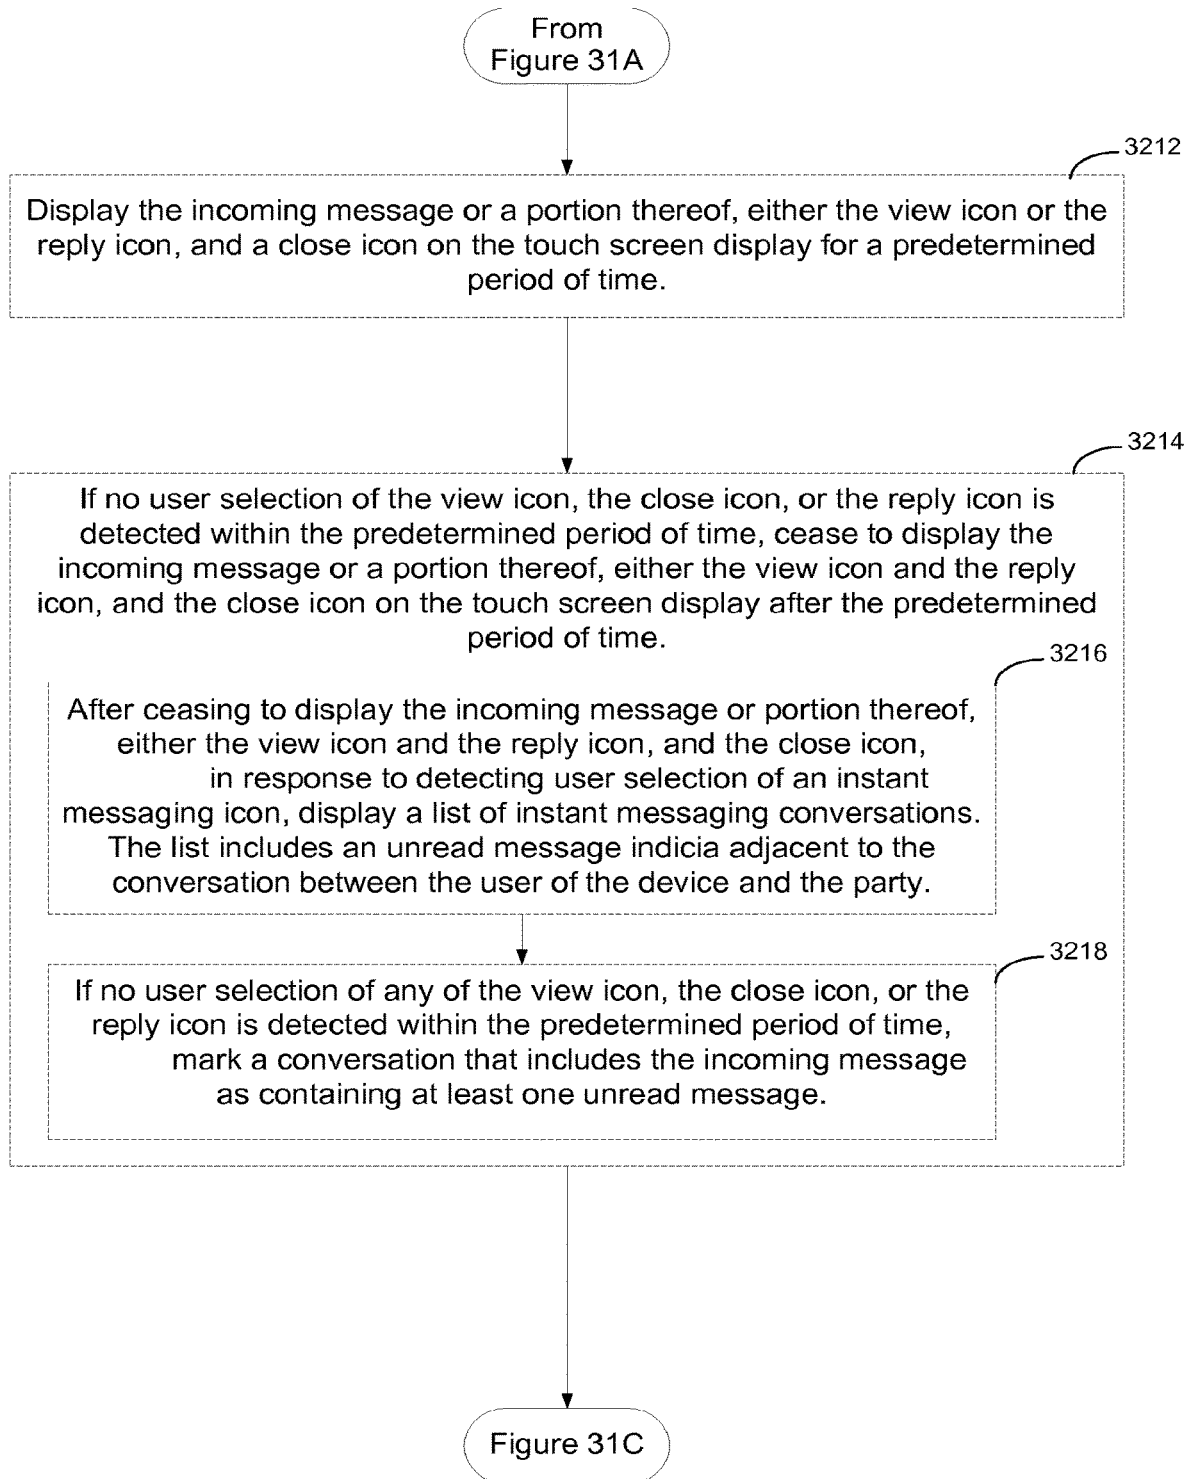 From
Figure 31A
3212
Display the incoming message or a portion thereof, either the view icon or the
reply icon, and a close icon on the touch screen display for a predetermined
period of time.
3214
If no user selection of the view icon, the close icon, or the reply icon is
detected within the predetermined period of time, cease to display the
incoming message or a portion thereof, either the view icon and the reply
icon, and the close icon on the touch screen display after the predetermined
period of time.
3216
After ceasing to display the incoming message or portion thereof,
either the view icon and the reply icon, and the close icon,
in response to detecting user selection of an instant
messaging icon, display a list of instant messaging conversations.
The list includes an unread message indicia adjacent to the
conversation between the user of the device and the party.
3218
If no user selection of any of the view icon, the close icon, or the
reply icon is detected within the predetermined period of time,
mark a conversation that includes the incoming message
as containing at least one unread message.
Figure 31C